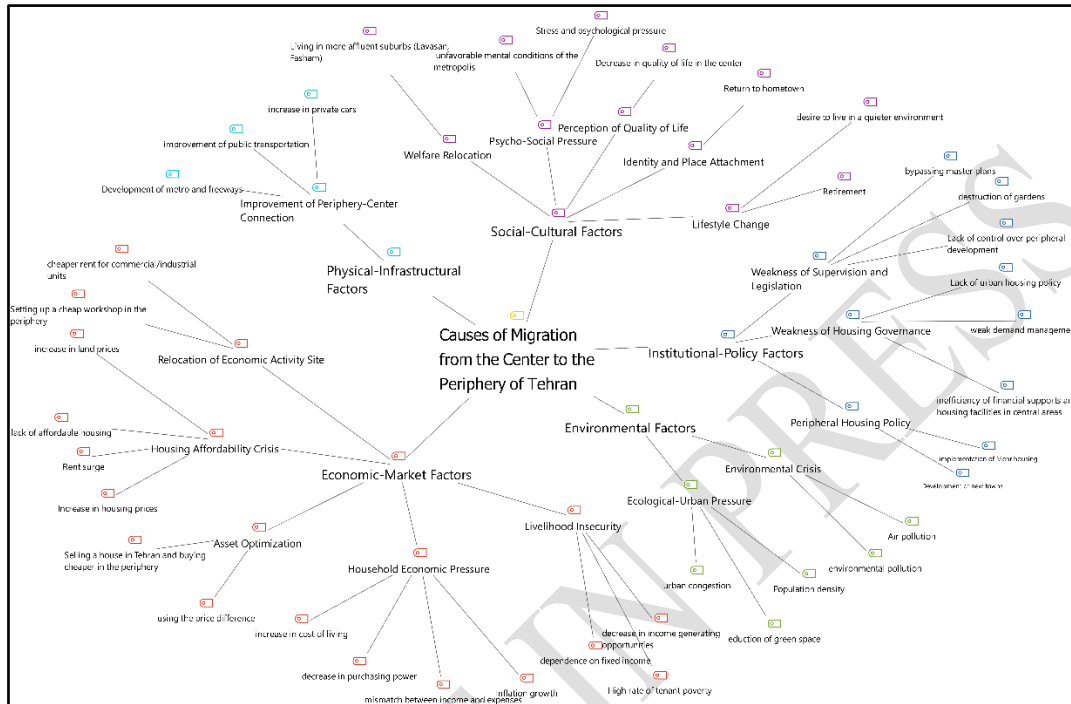 Stress and psychological pressure
Living in more affluent suburbs (Lavasan,
Fasham)
unfavorable mental conditions of the
metropolis
Decrease in quality of life in the center
Return to hometown
increase in private cars
desire to live in a quieter environment
Perception of Quality of Life
Psycho-Social Pressure
improvement of public transportation
Welfare Relocation
Identity and Place Attachment
bypassing master plans
Development of metro and freeways
Retirement
destruction of gardens
Improvement of Periphery-Center
Connection
Lifestyle Change
Social-Cultural Factors
Lack of control over peripheral
development
cheaper rent for commercial/industrial
units
Physical-Infrastructural
Factors
Weakness of Supervision and
Legislation
Lack of urban housing policy
Setting up a cheap workshop in the
periphery
Causes of Migration
from the Center to the
Periphery of Tehran
Weakness of Housing Governance
weak demand management
increase in land prices
Relocation of Economic Activity Site
Institutional-Policy Factors
inefficiency of financial supports an
housing facilities in central areas
Peripheral Housing Policy
Environmental Factors
lack of affordable housing
Housing Affordability Crisis
implementation of Mehr housing
Rent surge
Economic-Market Factors
Environmental Crisis
Development of new towns
Increase in housing prices
Ecological-Urban Pressure
Livelihood Insecurity
Air pollution
Asset Optimization
Selling a house in Tehran and buying
cheaper in the periphery
Household Economic Pressure
environmental pollution
urban congestion
Population density
using the price difference
increase in cost of living
decrease in income generating
opportunities
eduction of green space
dependence on fixed income
decrease in purchasing power
High rate of tenant poverty
inflation growth
mismatch between income and expenses
IN PRESS